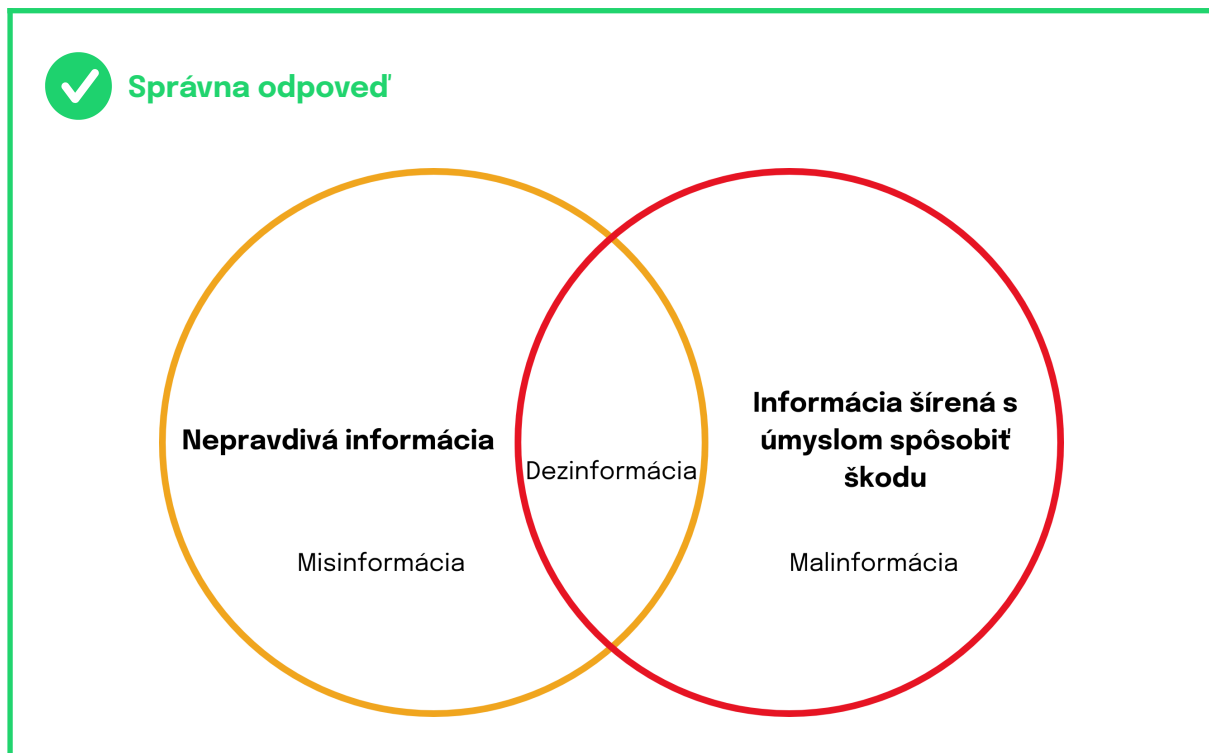 Správna odpoveď
Nepravdivá informácia
Informácia šírená s
úmyslom spôsobiť
škodu
Dezinformácia
Misinformácia
Malinformácia